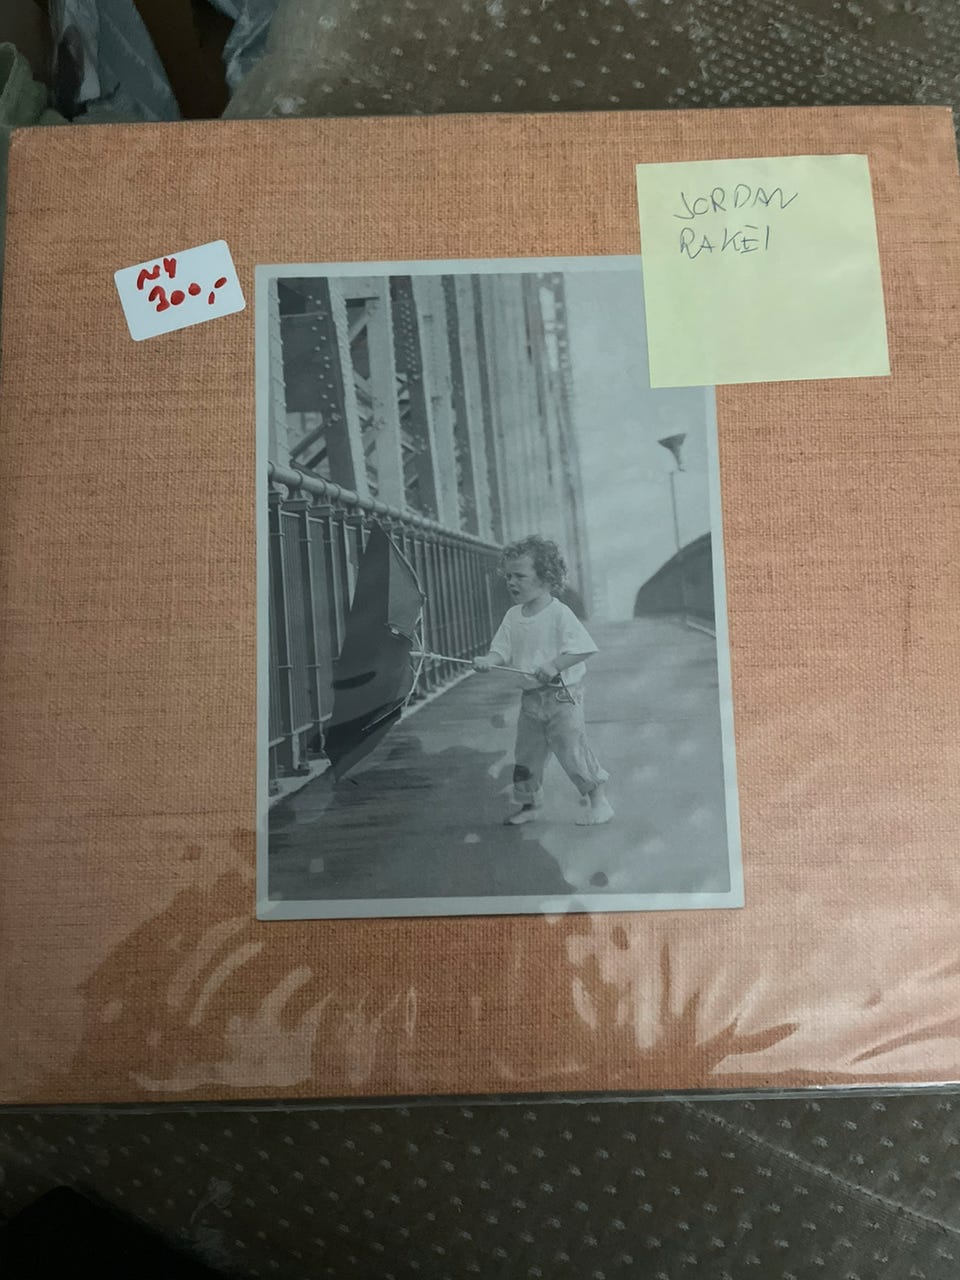 NY
300,-
JORDAN
RAKEI